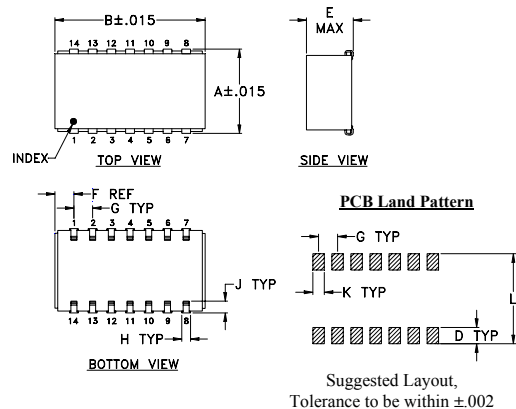 B±.015
E
MAX
14 13 12 11 10 9 8
A±.015
INDEX
1 2 3 4 5 6 7
TOP VIEW
SIDE VIEW
F REF
G TYP
1 2 3 4 5 6 7
J TYP
H TYP
14 13 12 11 10 9 8
BOTTOM VIEW
PCB Land Pattern
G TYP
K TYP
L
D TYP
Suggested Layout,
Tolerance to be within ±.002